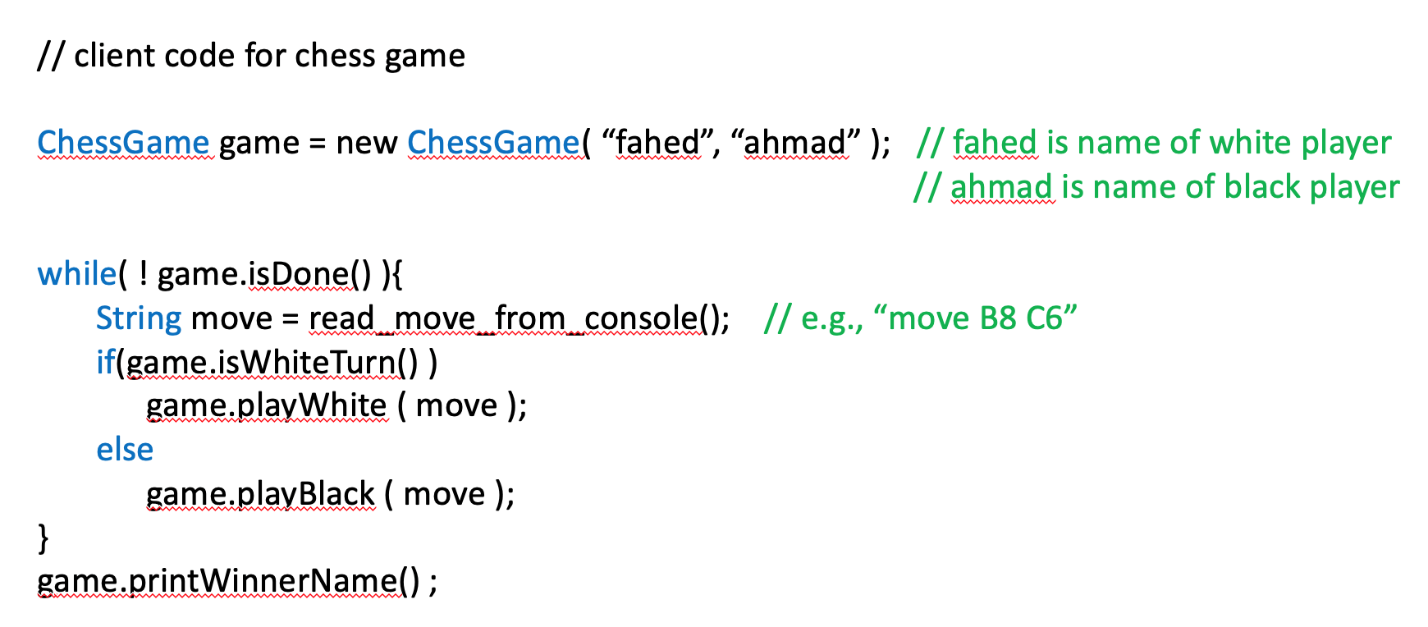 // client code for chess game
ChessGame game = new ChessGame( “fahed”, “ahmad” );   // fahed is name of white player
// ahmad is name of black player
while( ! game.isDone() ){
String move = read_move_from_console();   // e.g., “move B8 C6”
if(game.isWhiteTurn() )
game.playWhite ( move );
else
game.playBlack ( move );
}
game.printWinnerName() ;